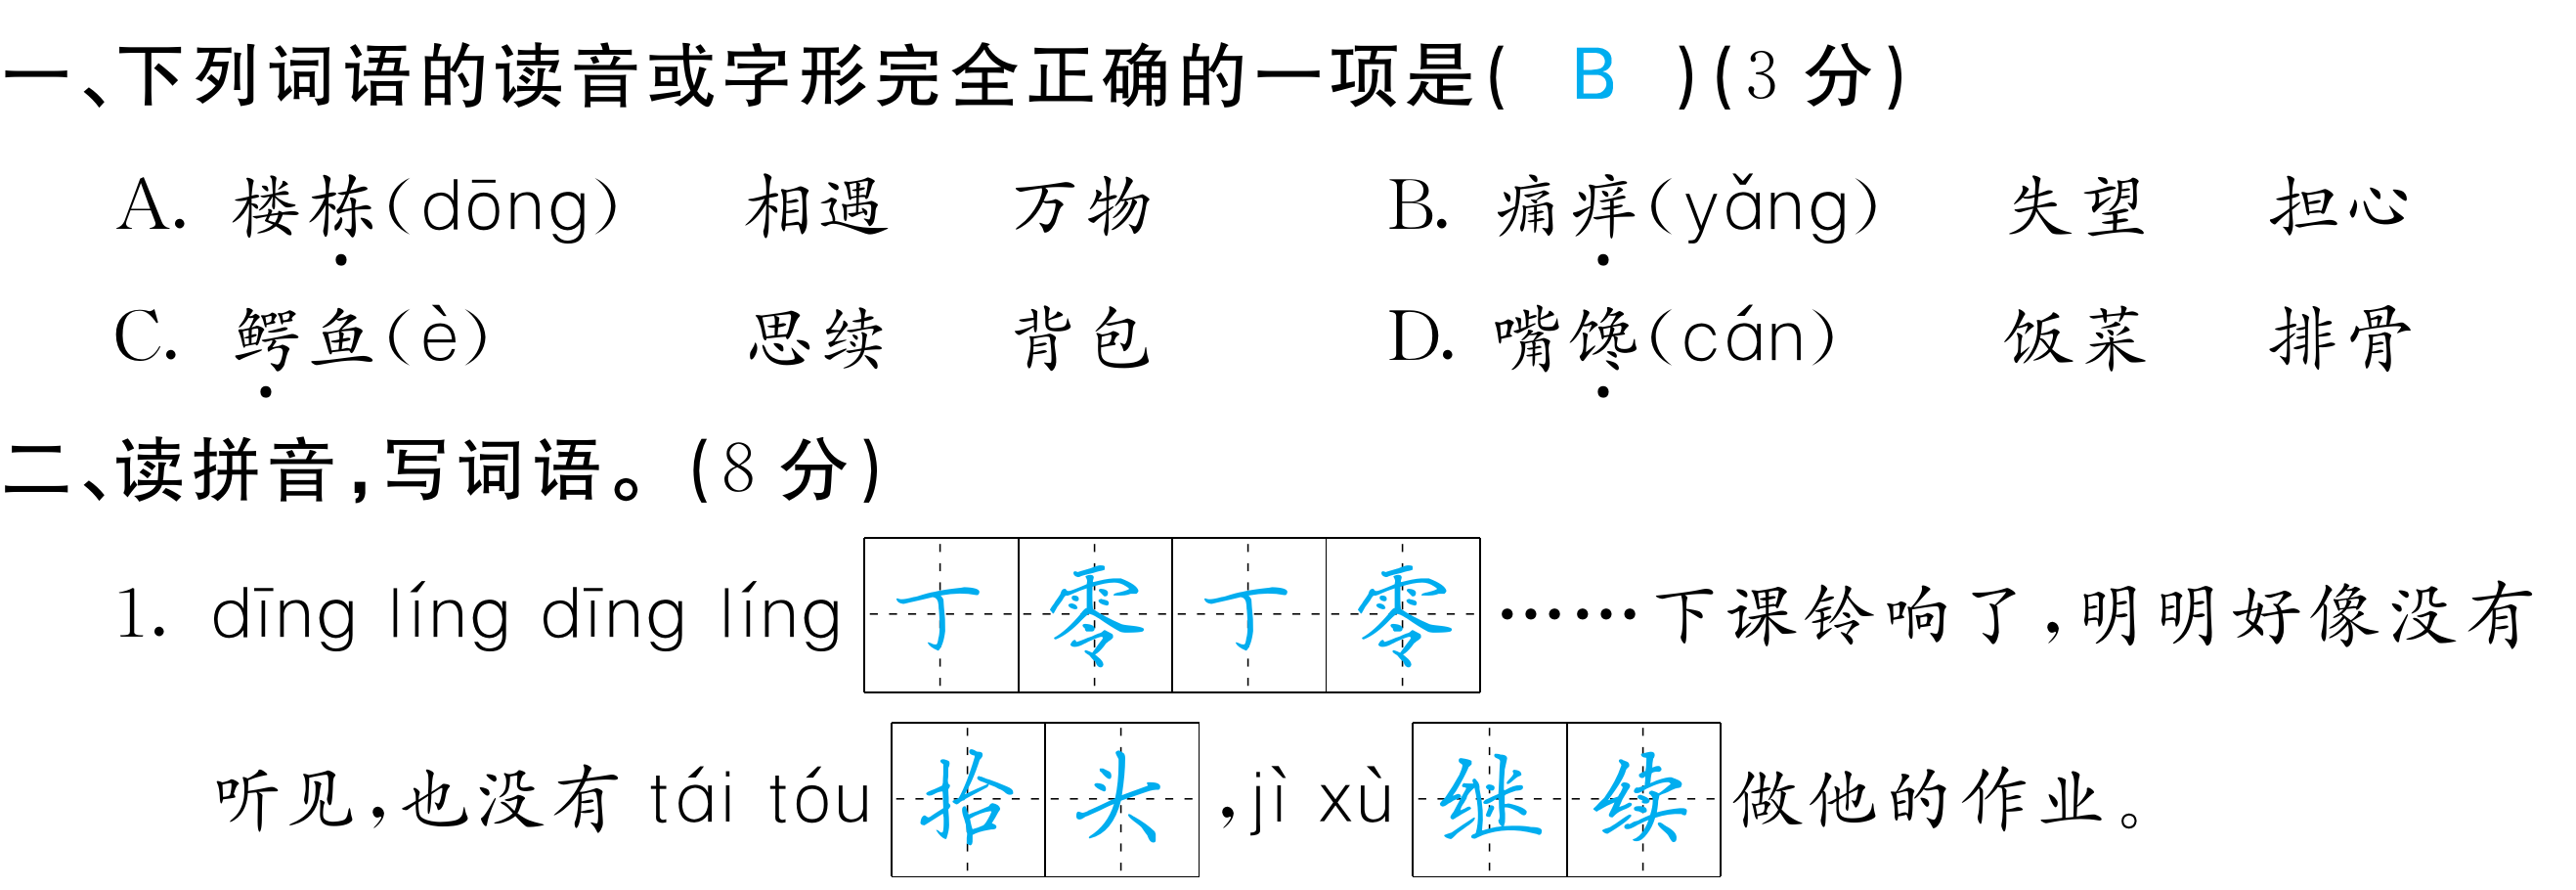 一、下列词语的读音或字形完全正确的一项是( B )(3 分)
A. 楼栋(dōng) 相遇 万物 B. 痛痒(yǎng) 失望 担心
C. 鳄鱼(è) 思续 背包 D. 嘴馋(cán) 饭菜 排骨
二、读拼音,写词语。(8 分)
1. dīng líng dīng líng 丁零丁零……下课铃响了,明明好像没有
听见,也没有 tái tóu 抬头,jì xù 继续做他的作业。